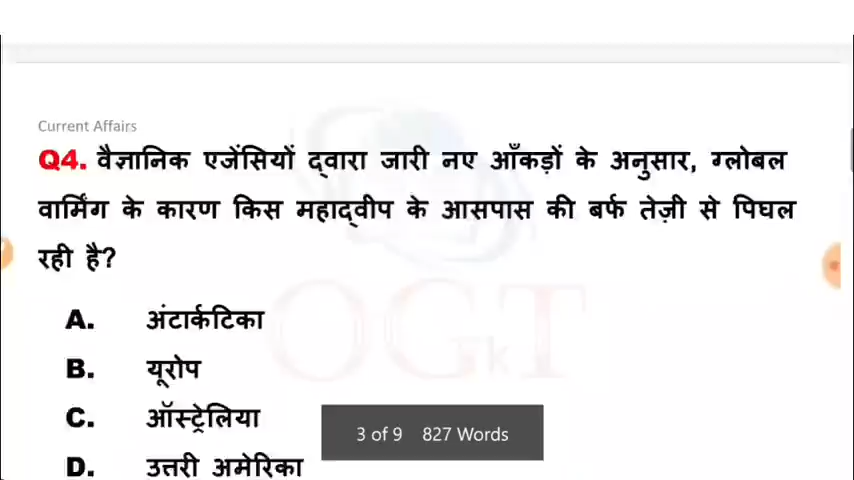 Current Affairs
Q4. वैज्ञानिक एजेंसियों द्वारा जारी नए आँकड़ों के अनुसार, ग्लोबल
वार्मिंग के कारण किस महाद्वीप के आसपास की बर्फ तेज़ी से पिघल
रही है?
A. अंटार्कटिका
B. यूरोप
C. ऑस्ट्रेलिया
D. उत्तरी अमेरिका
OGT
k
3 of 9 827 Words